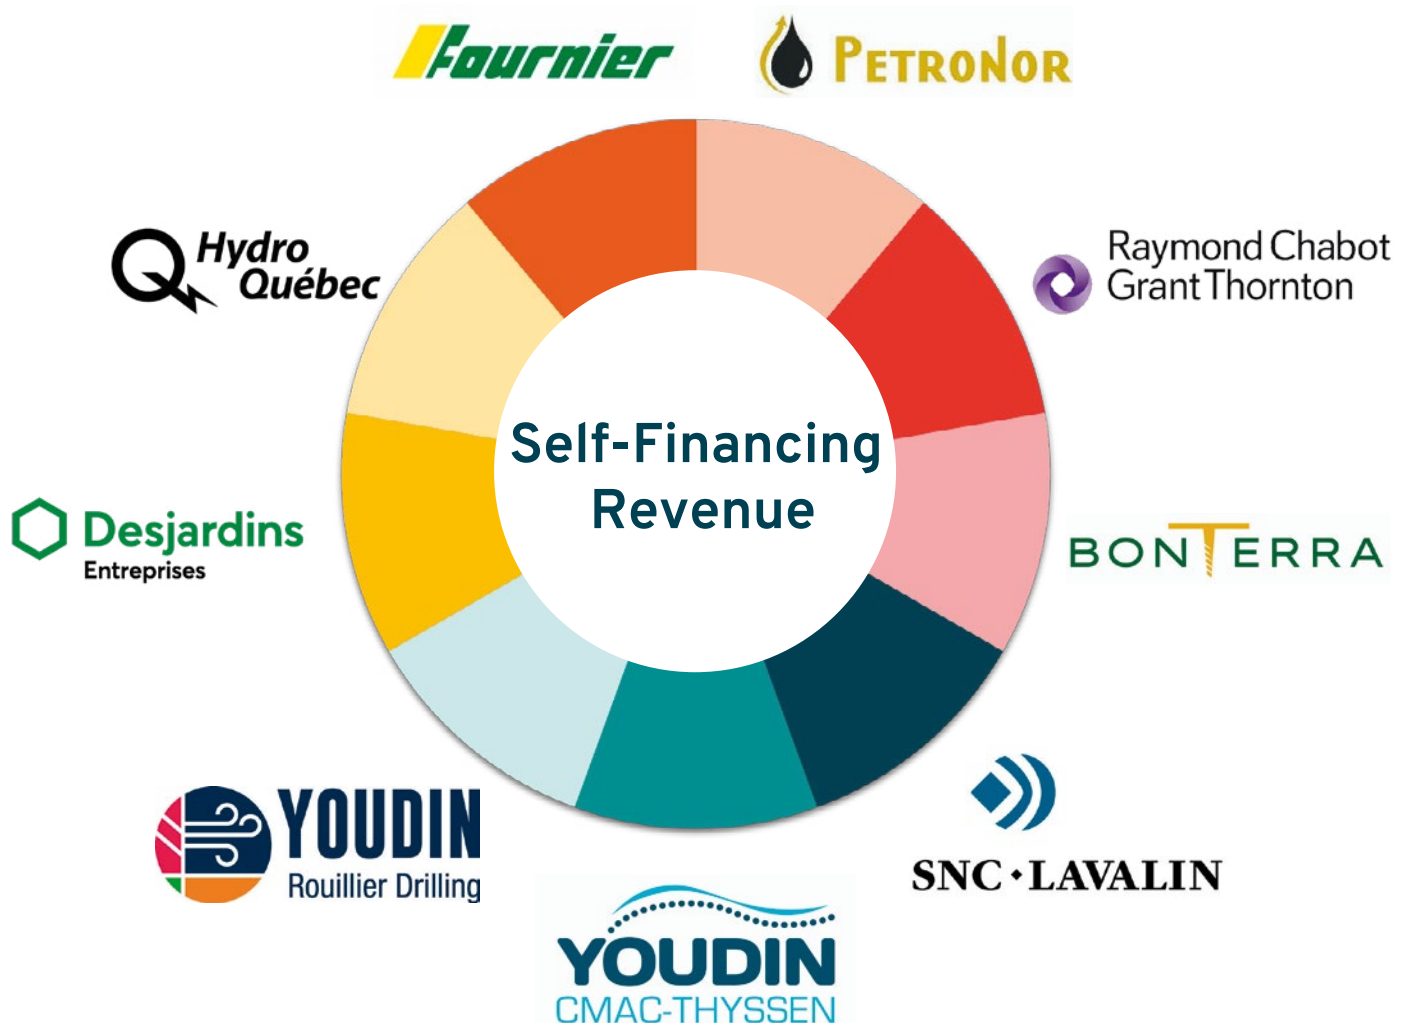 Fournier
PETRONOR
Hydro
Québec
Raymond Chabot
Grant Thornton
Self-Financing
Revenue
Desjardins
Entreprises
BONTERRA
YOUDIN
Rouillier Drilling
SNC·LAVALIN
YOUDIN
CMAC-THYSSEN